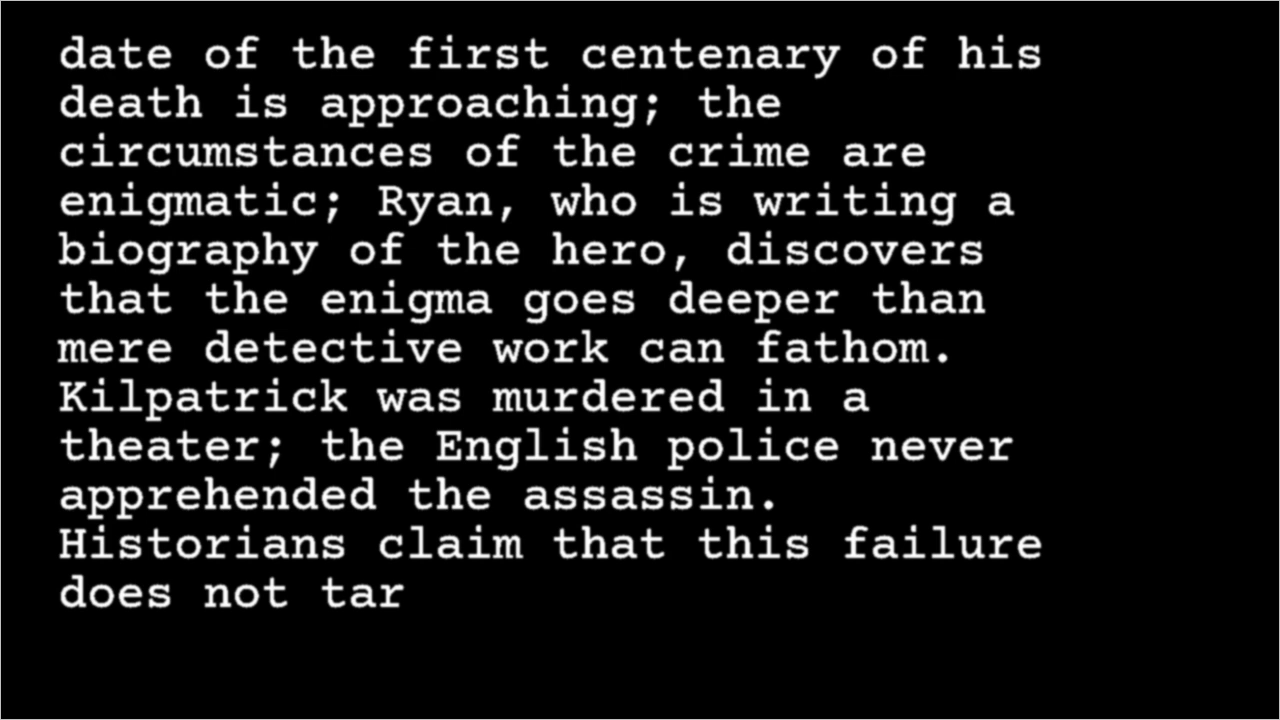 date of the first centenary of his
death is approaching; the
circumstances of the crime are
enigmatic; Ryan, who is writing a
biography of the hero, discovers
that the enigma goes deeper than
mere detective work can fathom.
Kilpatrick was murdered in a
theater; the English police never
apprehended the assassin.
Historians claim that this failure
does not tar